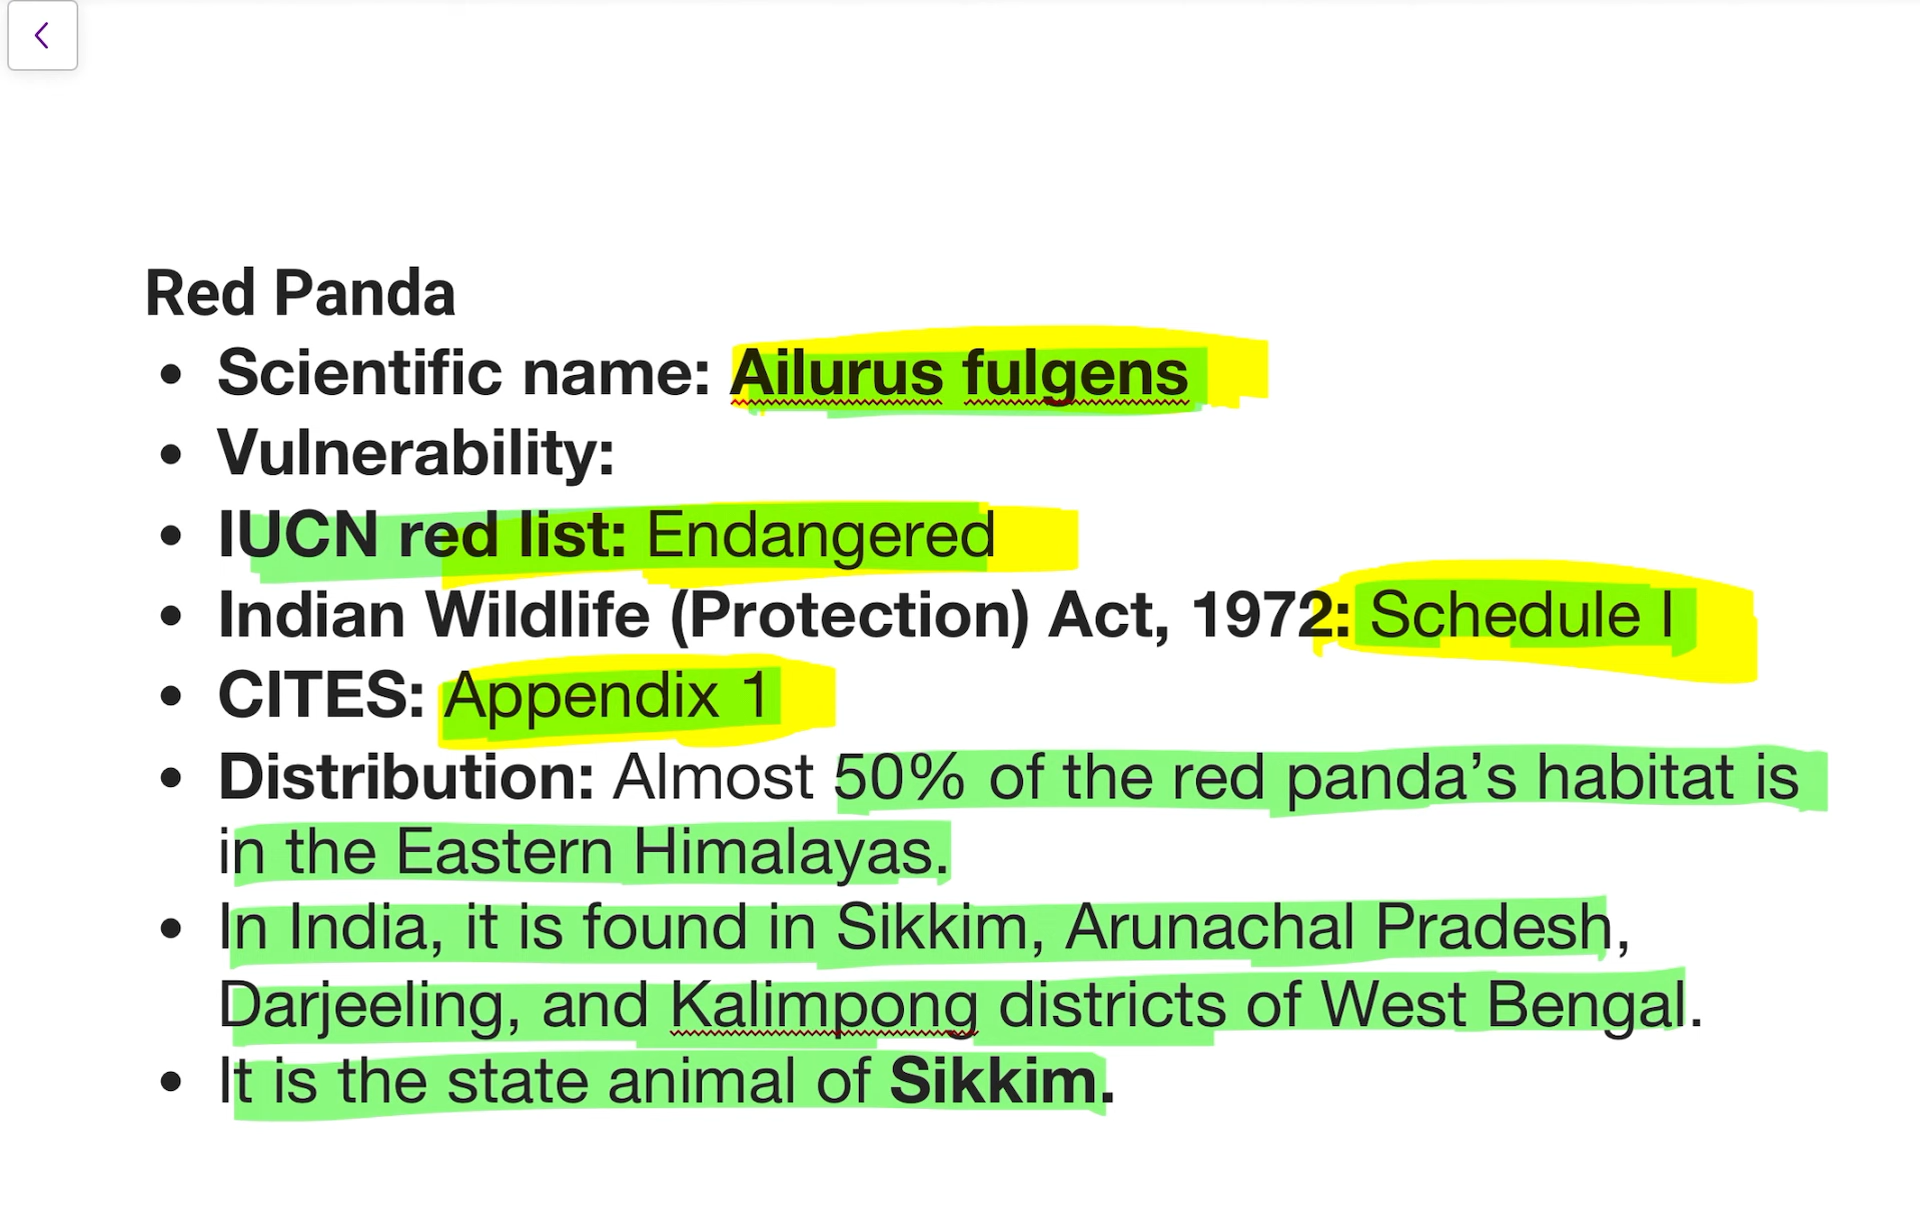 Red Panda
• Scientific name: Ailurus fulgens
• Vulnerability:
• IUCN red list: Endangered
• Indian Wildlife (Protection) Act, 1972: Schedule I
• CITES: Appendix 1
• Distribution: Almost 50% of the red panda’s habitat is
in the Eastern Himalayas.
• In India, it is found in Sikkim, Arunachal Pradesh,
Darjeeling, and Kalimpong districts of West Bengal.
• It is the state animal of Sikkim.